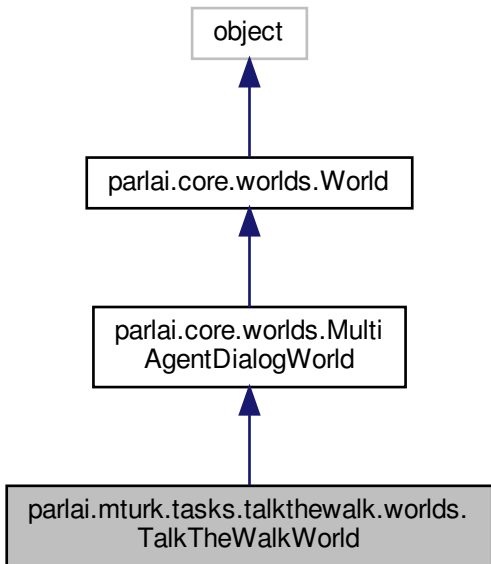 object
parlai.core.worlds.World
parlai.core.worlds.Multi
AgentDialogWorld
parlai.mturk.tasks.talkthewalk.worlds.
TalkTheWalkWorld